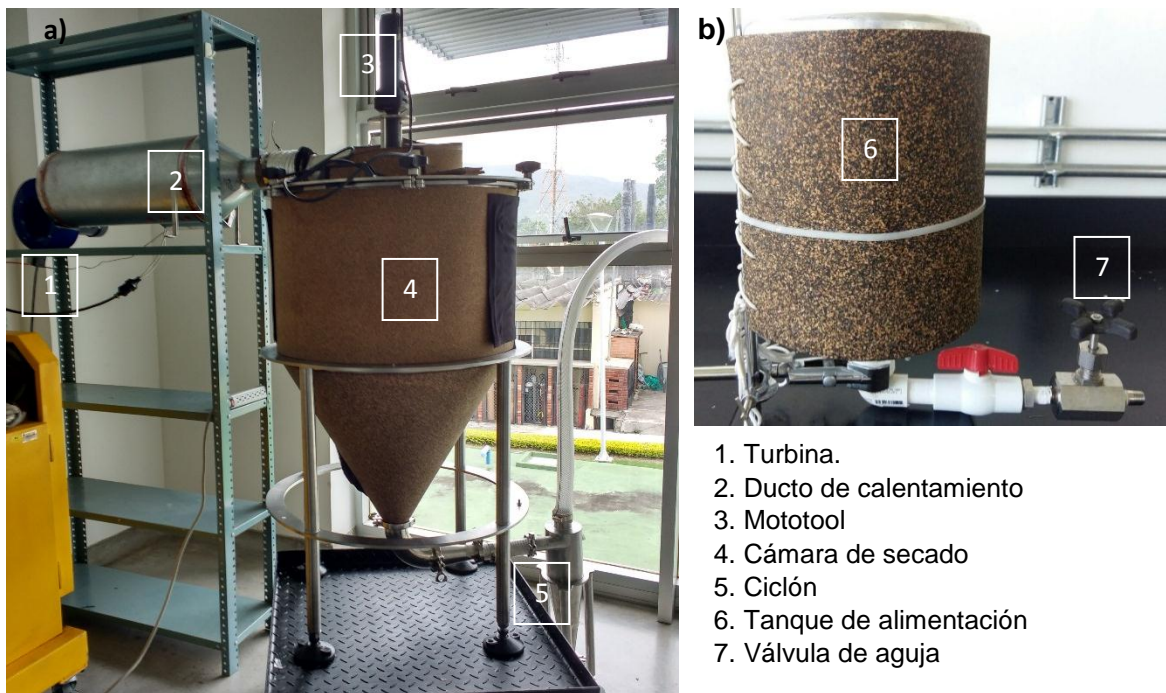 a)
3
2
1
4
5
b)
6
7
1. Turbina.
2. Ducto de calentamiento
3. Mototool
4. Cámara de secado
5. Ciclón
6. Tanque de alimentación
7. Válvula de aguja